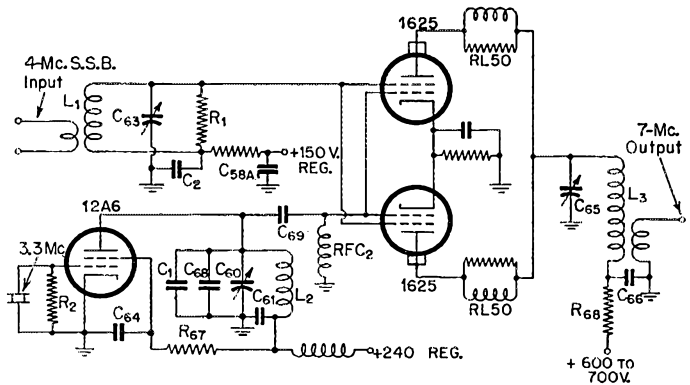 1625
RL50
4-Mc. S.S.B.
Input
L1
C63
R1
C2
C58A
+150 V.
REG.
7-Mc.
Output
L3
C65
12A6
C69
3.3 Mc.
R2
C1
C68
C60
L2
RFC2
C61
C64
R67
+240 REG.
1625
RL50
C66
R68
+ 600 TO
700V.